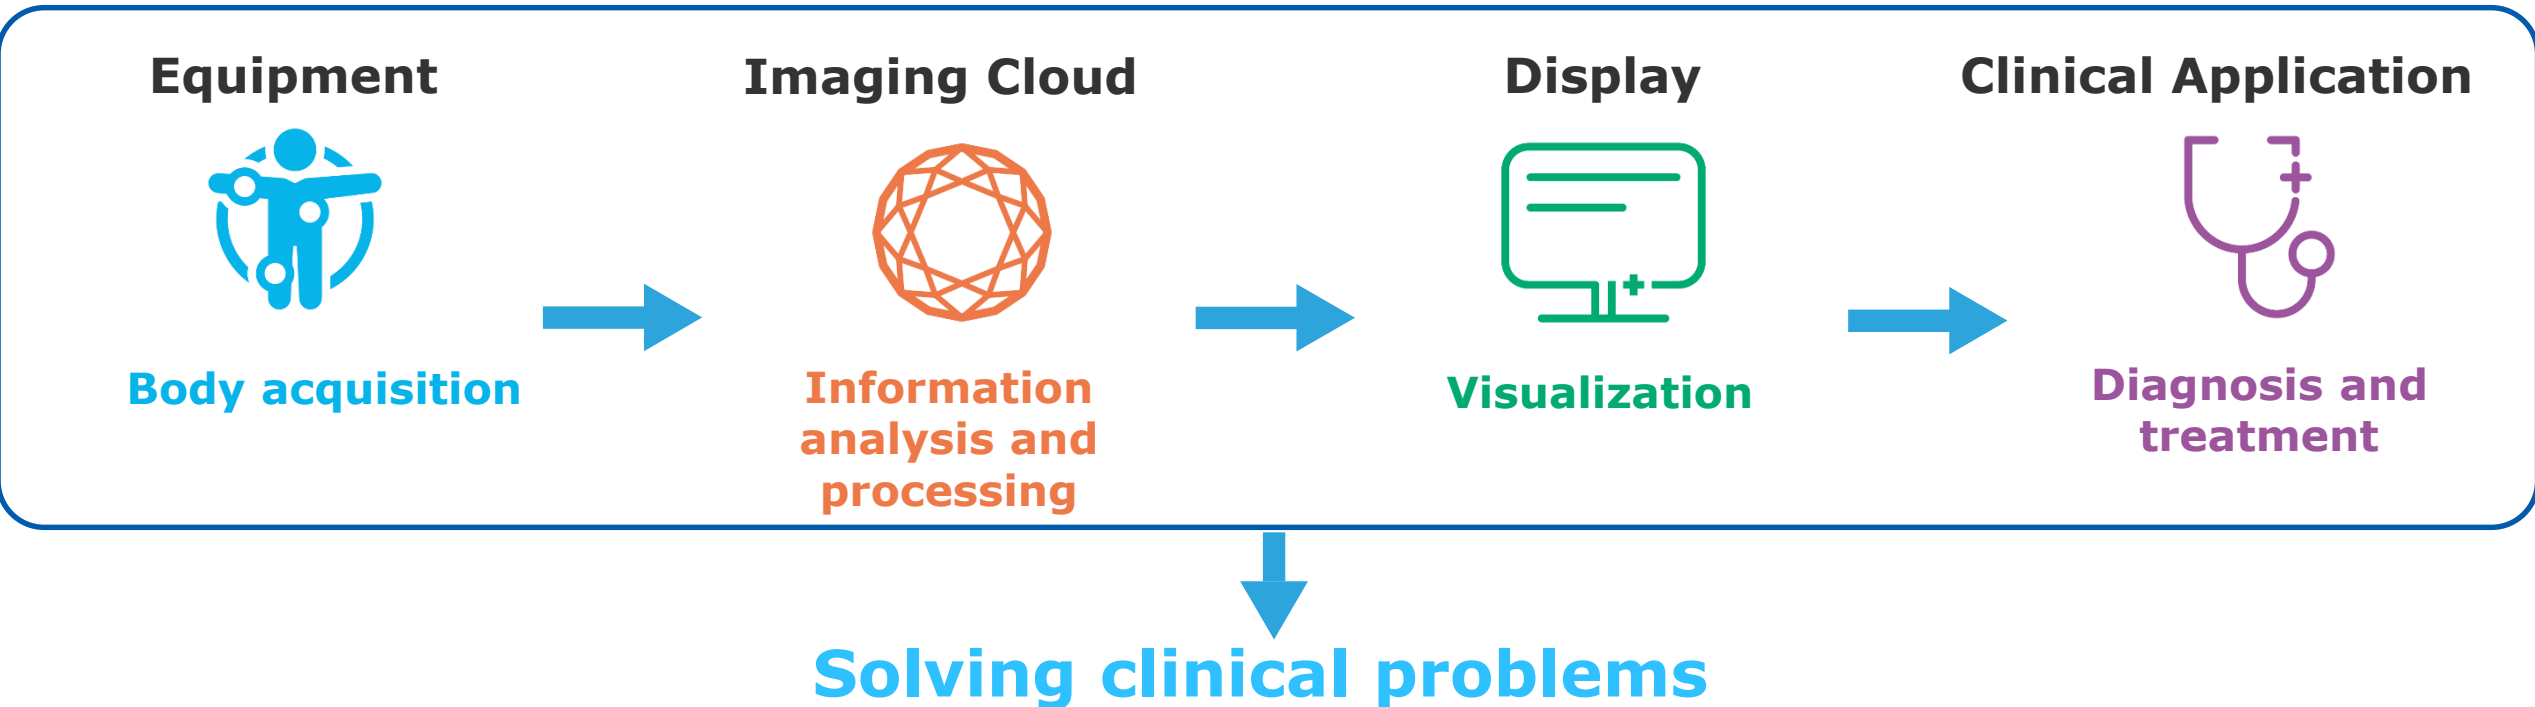 Equipment
Imaging Cloud
Display
Clinical Application
Body acquisition
Information
analysis and
processing
Visualization
Diagnosis and
treatment
Solving clinical problems